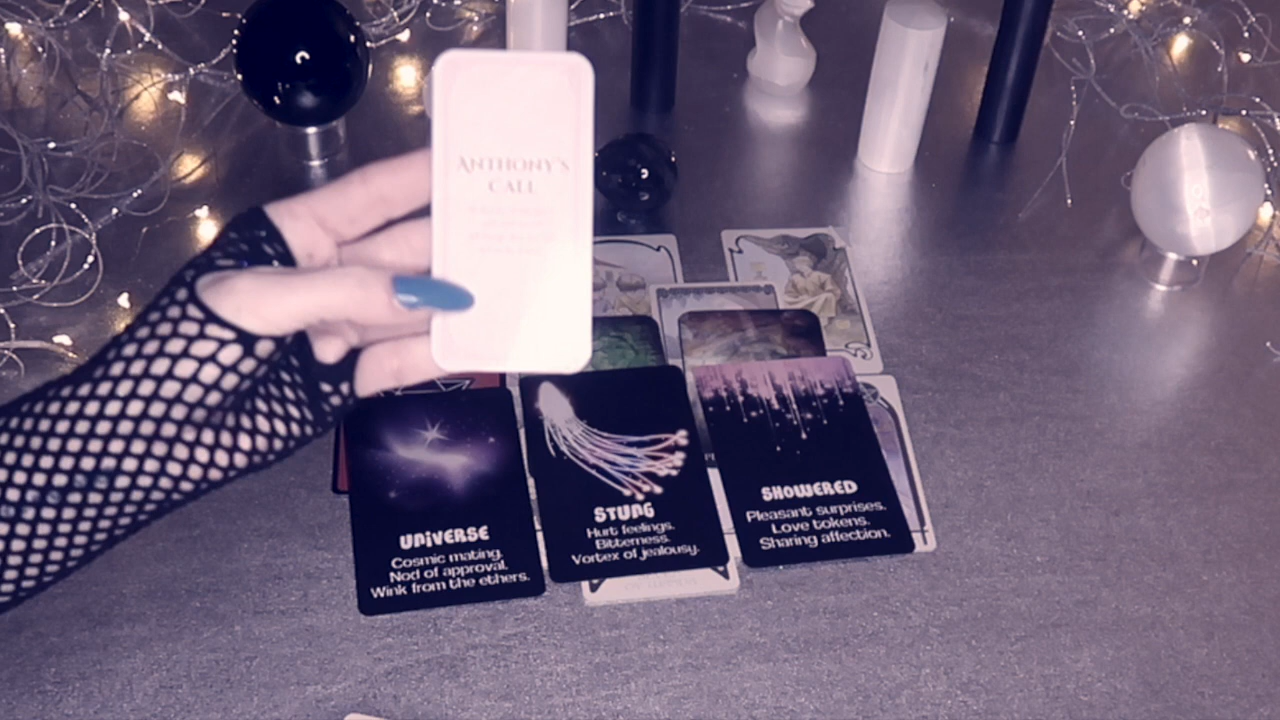 ANTHONY'S
CALL
UNIVERSE
Cosmic mating.
Nod of approval.
Wink from the ethers.
STUNG
Hurt feelings.
Bitterness.
Vortex of jealousy.
SHOWERED
Pleasant surprises.
Love tokens.
Sharing affection.